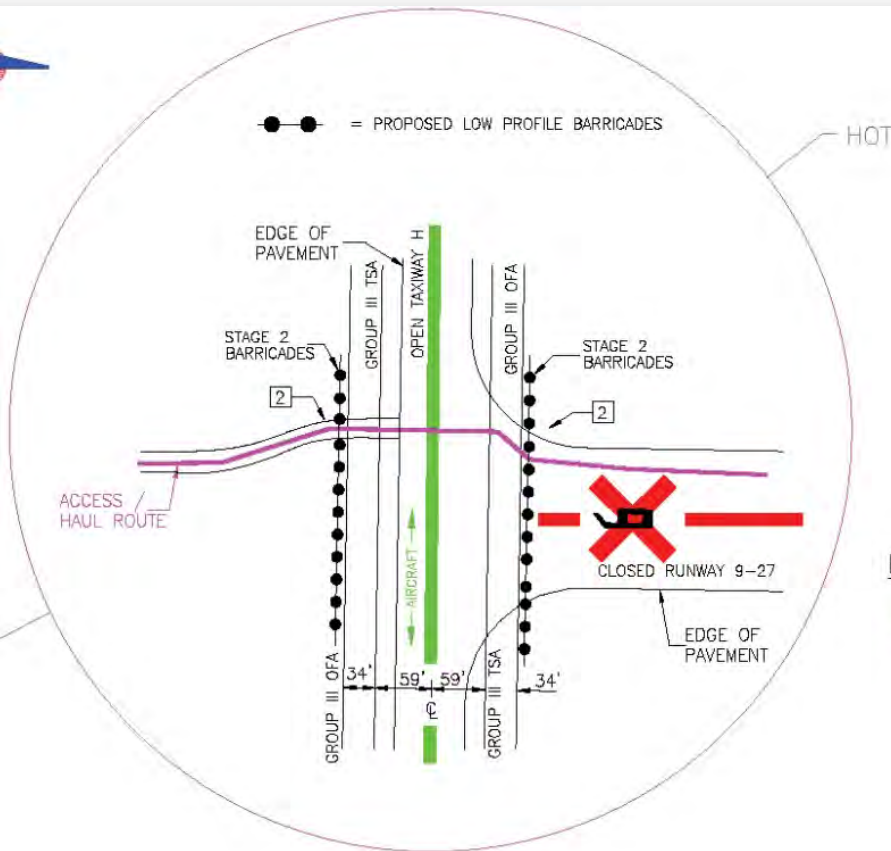 = PROPOSED LOW PROFILE BARRICADES
HOT
EDGE OF
PAVEMENT
GROUP III TSA
OPEN TAXIWAY H
GROUP III OFA
STAGE 2
BARRICADES
STAGE 2
BARRICADES
2
2
ACCESS /
HAUL ROUTE
AIRCRAFT
CLOSED RUNWAY 9-27
EDGE OF
PAVEMENT
GROUP III OFA
34'
59'
59'
GROUP III TSA
34'
℄